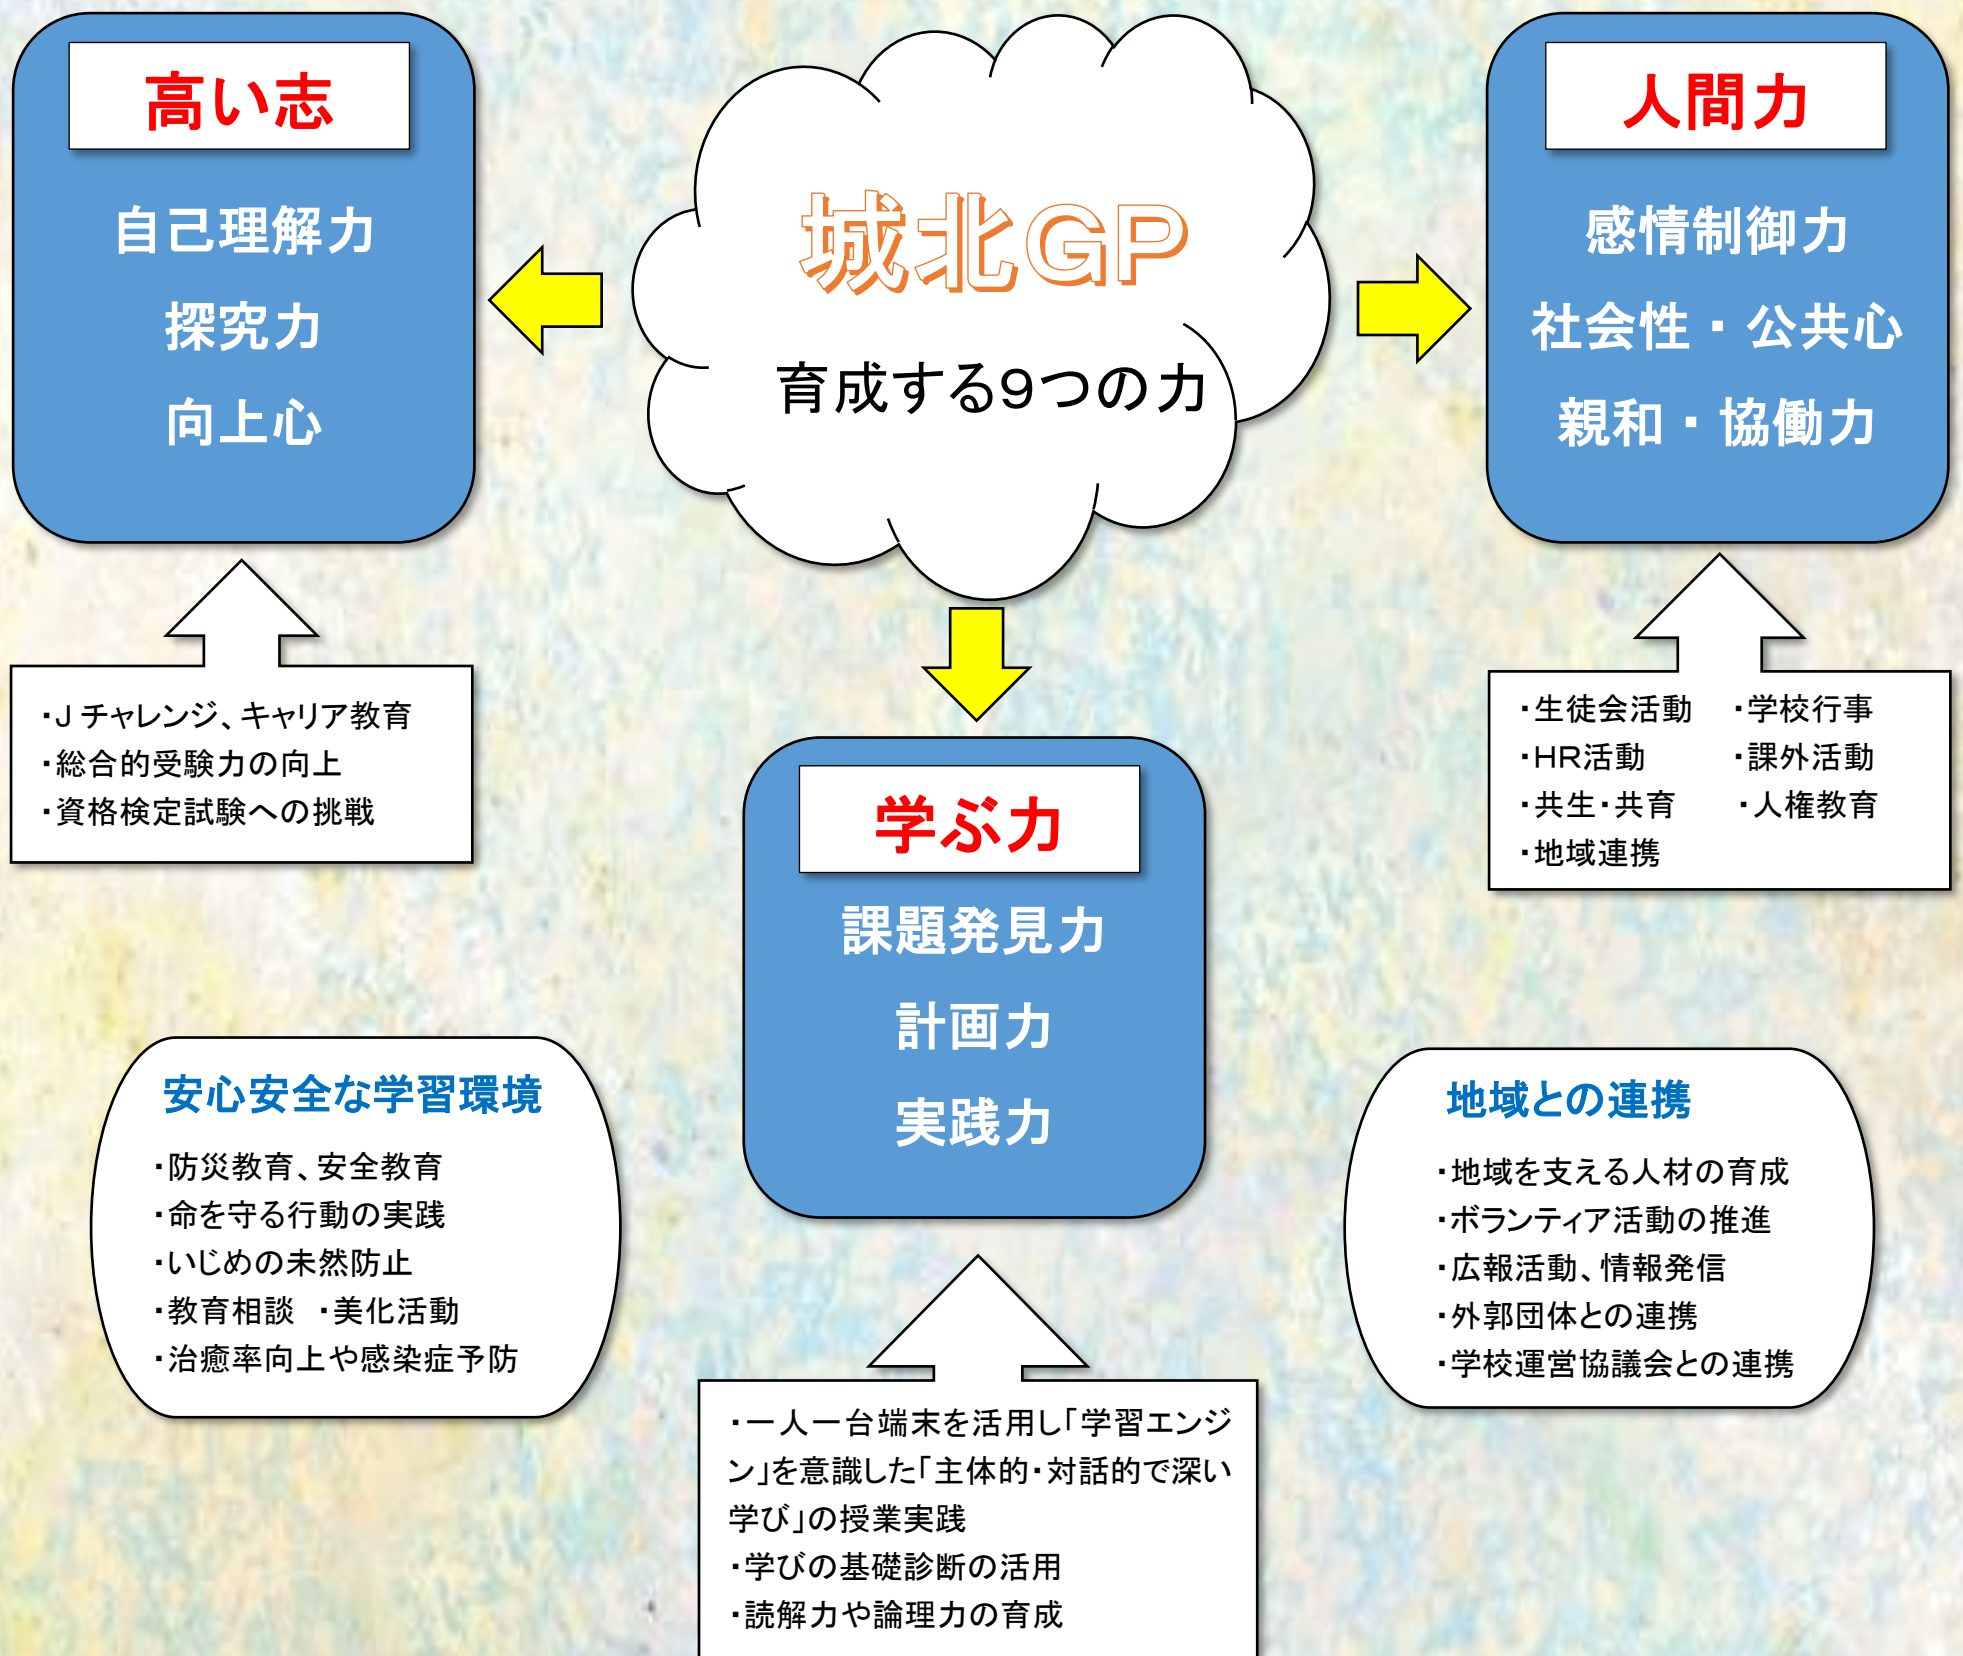 高い志
自己理解力
探究力
向上心
城北GP
育成する9つの力
人間力
感情制御力
社会性・公共心
親和・協働力
・Jチャレンジ、キャリア教育
・総合的受験力の向上
・資格検定試験への挑戦
・生徒会活動　・学校行事
・HR活動　・課外活動
・共生・共育　・人権教育
・地域連携
学ぶ力
課題発見力
計画力
実践力
安心安全な学習環境
・防災教育、安全教育
・命を守る行動の実践
・いじめの未然防止
・教育相談　・美化活動
・治癒率向上や感染症予防
地域との連携
・地域を支える人材の育成
・ボランティア活動の推進
・広報活動、情報発信
・外郭団体との連携
・学校運営協議会との連携
・一人一台端末を活用し「学習エンジ
ン」を意識した「主体的・対話的で深い
学び」の授業実践
・学びの基礎診断の活用
・読解力や論理力の育成